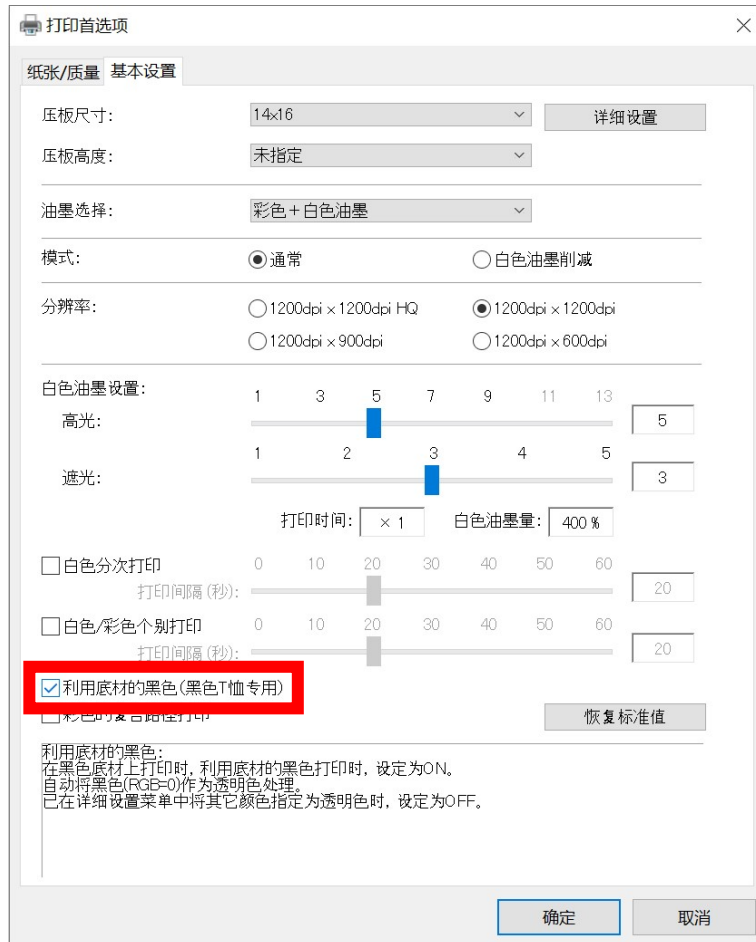 打印首选项
纸张/质量 基本设置
压板尺寸: 14×16 详细设置
压板高度: 未指定
油墨选择: 彩色+白色油墨
模式: 通常 白色油墨削减
分辨率: 1200dpi × 1200dpi HQ 1200dpi × 1200dpi
1200dpi × 900dpi 1200dpi × 600dpi
白色油墨设置:
1 3 5 7 9 11 13
高光: 5
1 2 3 4 5
遮光: 3
打印时间: × 1 白色油墨量: 400 %
白色分次打印 0 10 20 30 40 50 60
打印间隔(秒): 20
白色/彩色个别打印 0 10 20 30 40 50 60
打印间隔(秒): 20
利用底材的黑色(黑色T恤专用)
彩色的复合路径打印 恢复标准值
利用底材的黑色:
在黑色底材上打印时, 利用底材的黑色打印时, 设定为ON。
自动将黑色(RGB=0)作为透明色处理。
已在详细设置菜单中将其它颜色指定为透明色时, 设定为OFF。
确定 取消